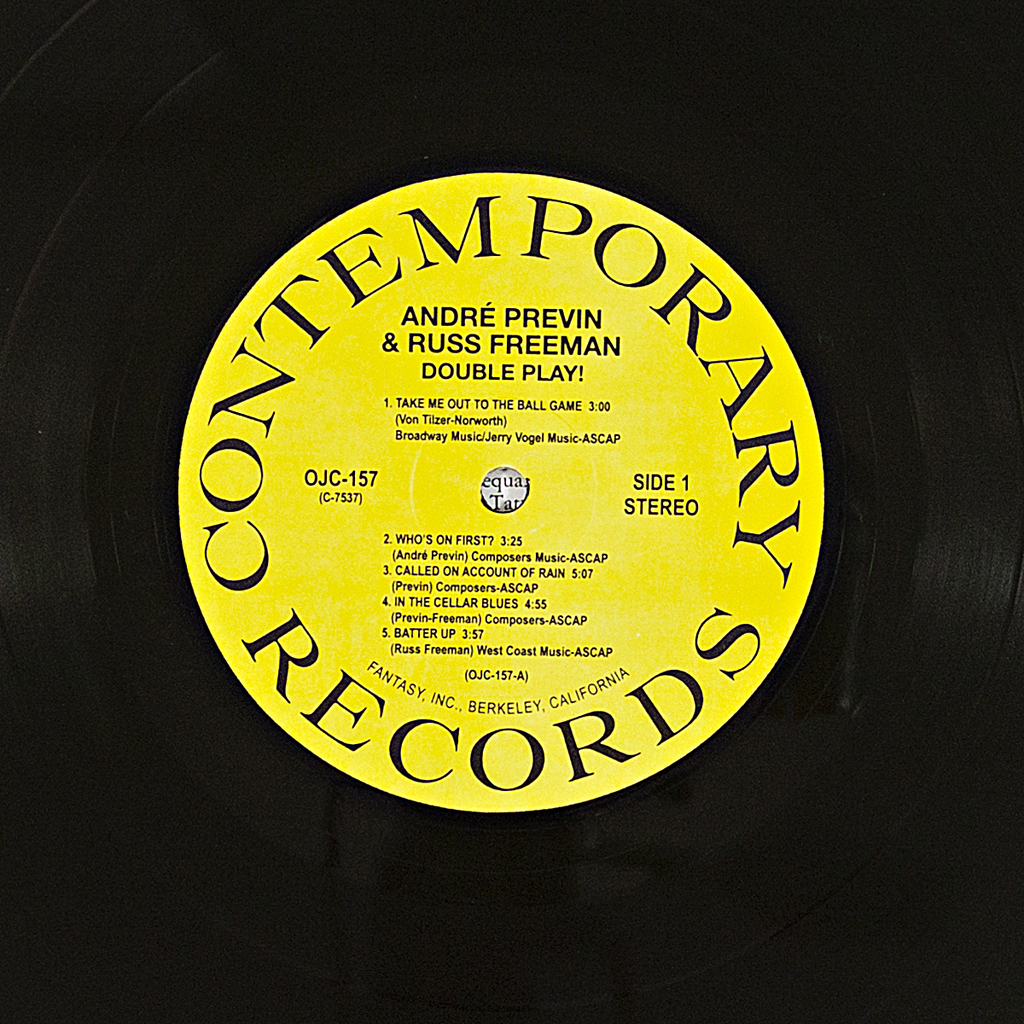 CONTEMPORARY
ANDRÉ PREVIN
& RUSS FREEMAN
DOUBLE PLAY!
1. TAKE ME OUT TO THE BALL GAME 3:00
(Von Tilzer-Norworth)
Broadway Music/Jerry Vogel Music-ASCAP
OJC-157
(C-7537)
SIDE 1
STEREO
2. WHO'S ON FIRST? 3:25
(André Previn) Composers Music-ASCAP
3. CALLED ON ACCOUNT OF RAIN 5:07
(Previn) Composers-ASCAP
4. IN THE CELLAR BLUES 4:55
(Previn-Freeman) Composers-ASCAP
5. BATTER UP 3:57
(Russ Freeman) West Coast Music-ASCAP
(OJC-157-A)
FANTASY, INC., BERKELEY, CALIFORNIA
RECORDS